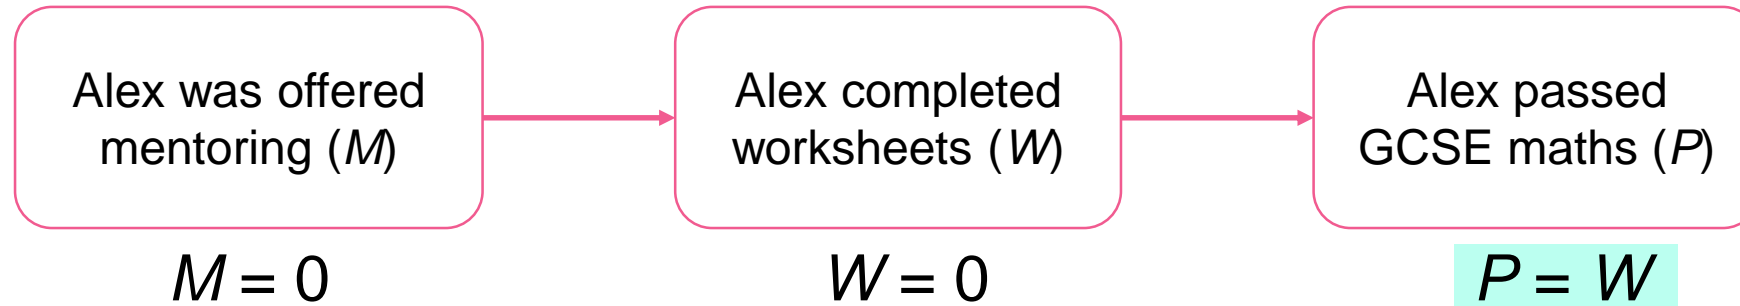 Alex was offered
mentoring (M)
Alex completed
worksheets (W)
Alex passed
GCSE maths (P)
M = 0
W = 0
P = W